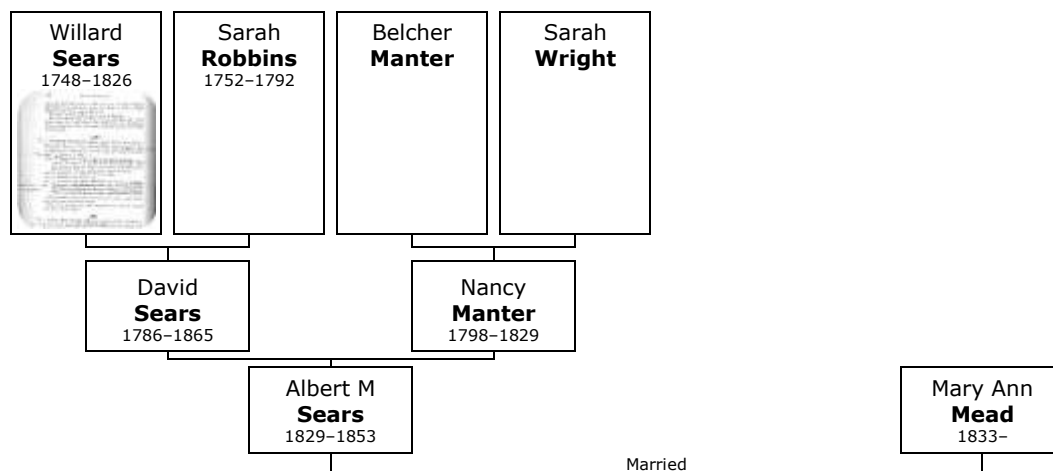 Willard
Sears
1748–1826
Sarah
Robbins
1752–1792
Belcher
Manter
Sarah
Wright
David
Sears
1786–1865
Nancy
Manter
1798–1829
Albert M
Sears
1829–1853
Mary Ann
Mead
1833–
Married